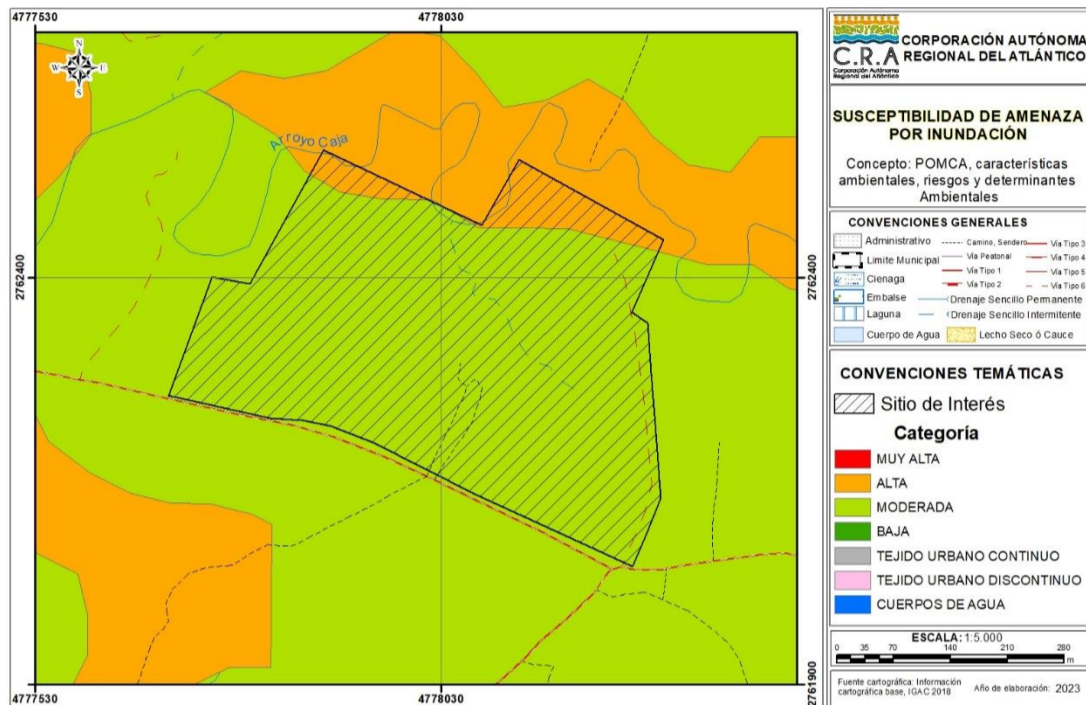 4777530
4778030
2762400
Arroyo Caja
N
W
E
S
2762400
4777530
4778030
2761900
C.R.A
Corporación Autónoma
Regional del Atlántico
CORPORACIÓN AUTÓNOMA
REGIONAL DEL ATLÁNTICO
SUSCEPTIBILIDAD DE AMENAZA
POR INUNDACIÓN
Concepto: POMCA, características
ambientales, riesgos y determinantes
Ambientales
CONVENCIONES GENERALES
Administrativo
Limite Municipal
Cienaga
Embalse
Laguna
Cuerpo de Agua
Camino, Sendero
Vía Peatonal
Vía Tipo 1
Vía Tipo 2
Vía Tipo 3
Vía Tipo 4
Vía Tipo 5
Vía Tipo 6
Drenaje Sencillo Permanente
Drenaje Sencillo Intermitente
Lecho Seco ó Cauce
CONVENCIONES TEMÁTICAS
Sitio de Interés
Categoría
MUY ALTA
ALTA
MODERADA
BAJA
TEJIDO URBANO CONTINUO
TEJIDO URBANO DISCONTINUO
CUERPOS DE AGUA
ESCALA: 1:5.000
0 35 70 140 210 280
m
Fuente cartográfica: Información
cartográfica base, IGAC 2018
Año de elaboración: 2023